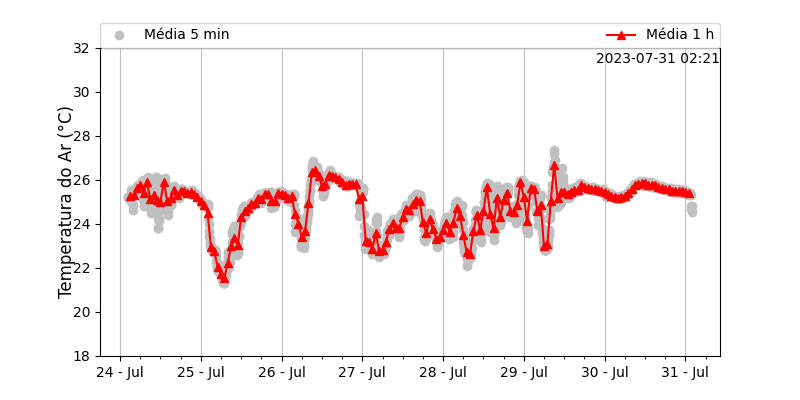 Média 5 min
Média 1 h
2023-07-31 02:21
Temperatura do Ar (°C)
32
30
28
26
24
22
20
18
24 - Jul
25 - Jul
26 - Jul
27 - Jul
28 - Jul
29 - Jul
30 - Jul
31 - Jul